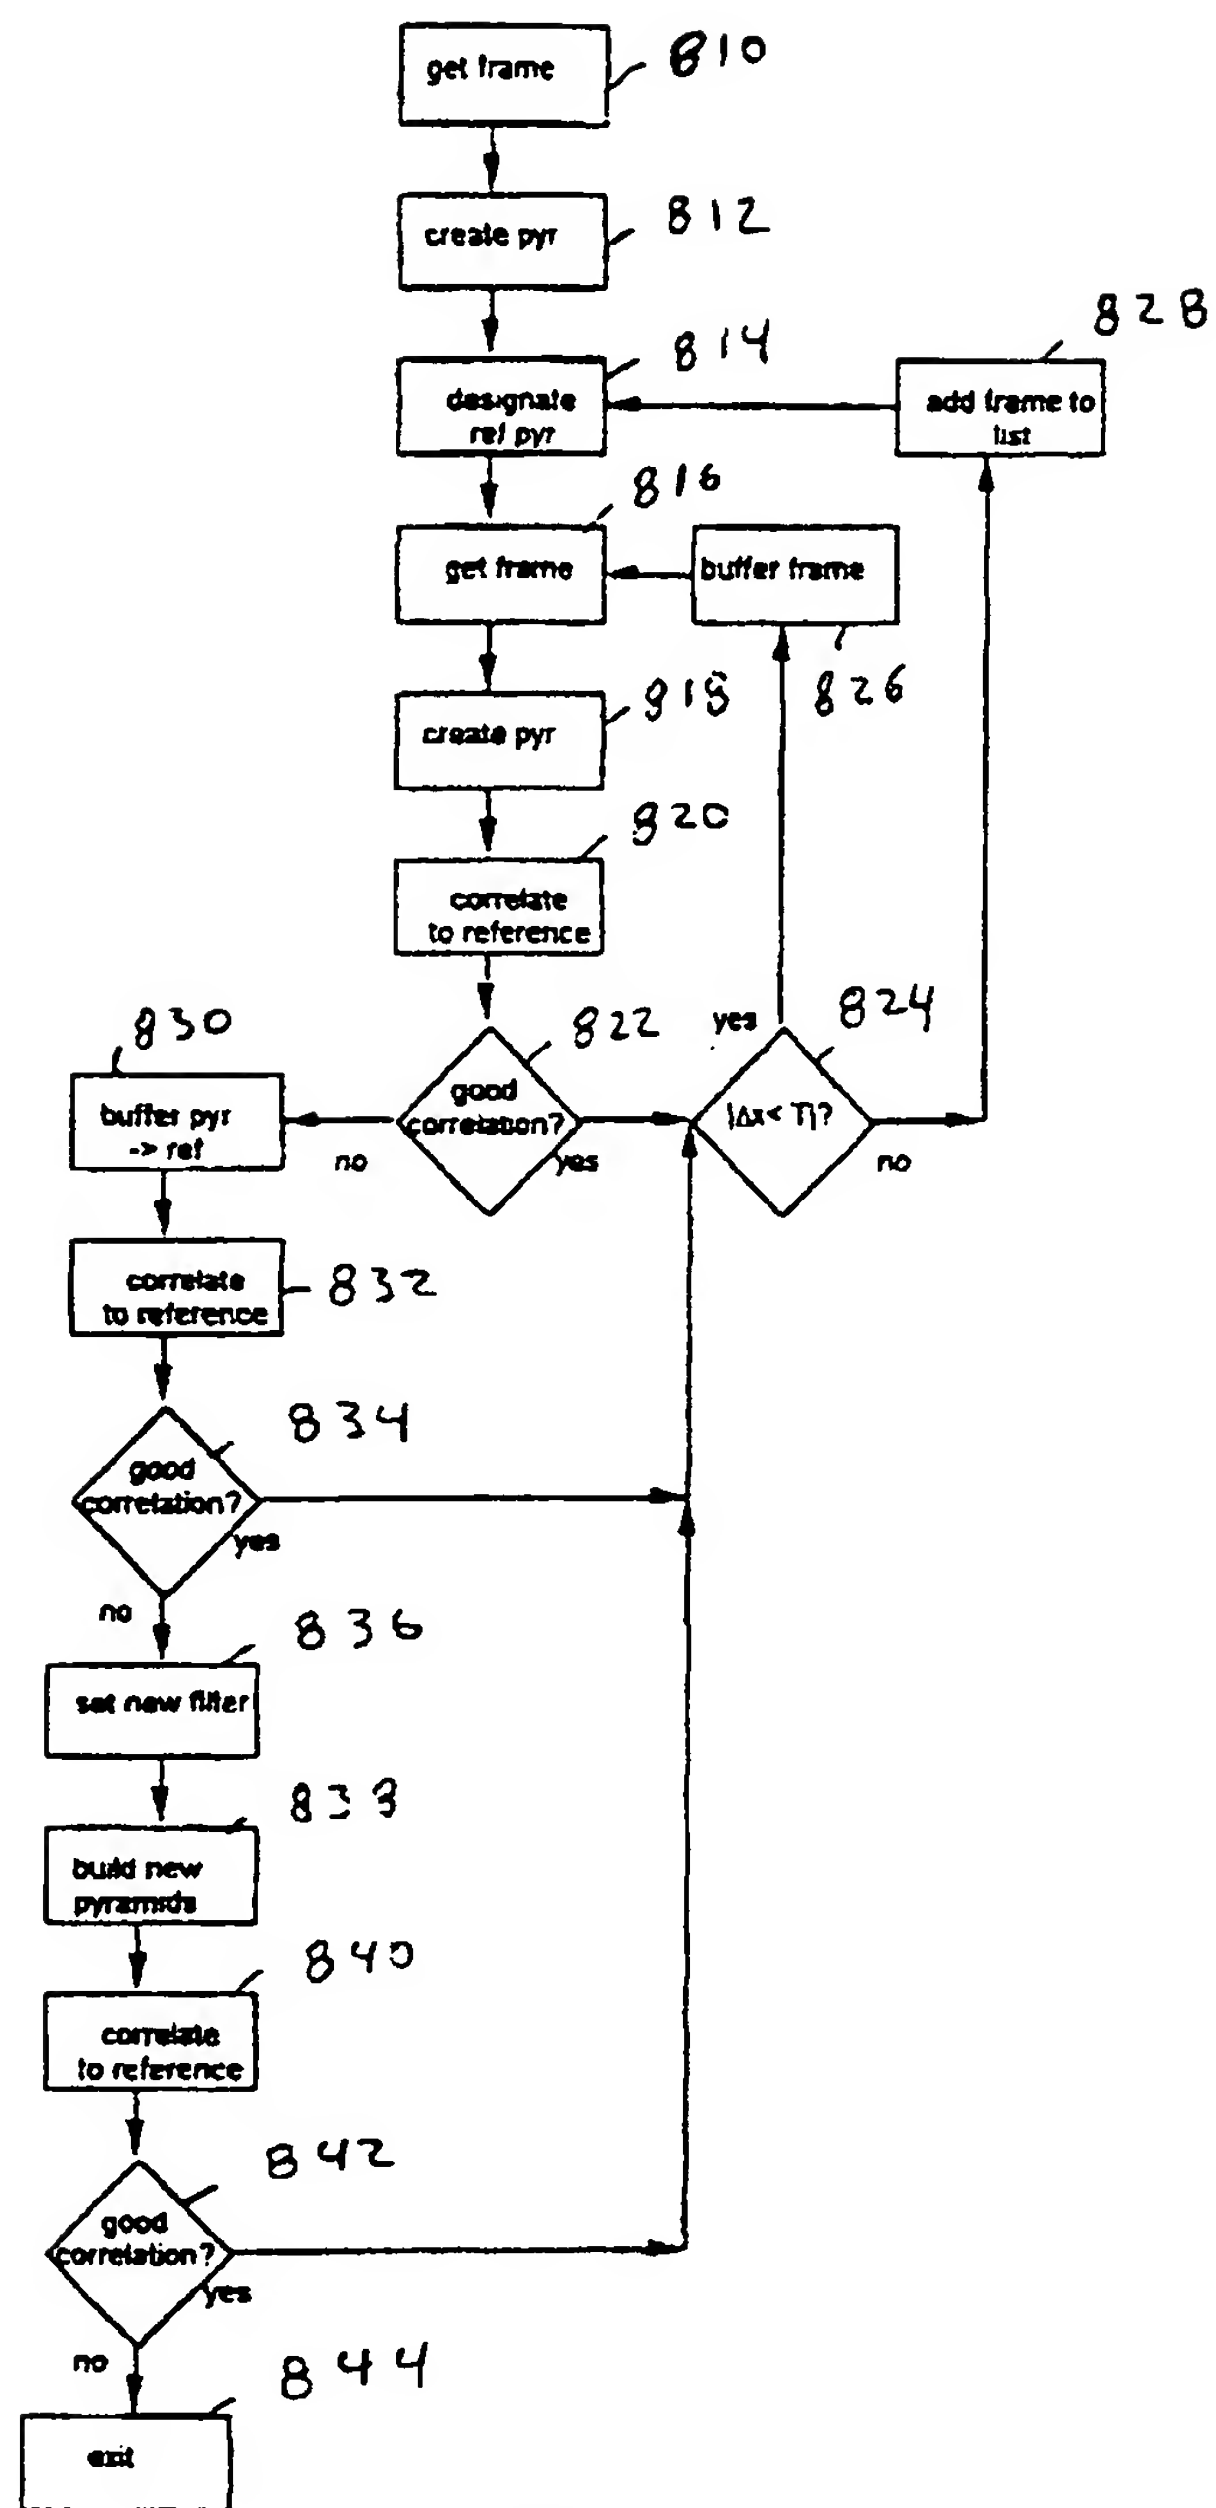 get frame
810
create pyr
812
828
814
designate
ref pyr
add frame to
list
816
get frame
buffer frame
818
826
create pyr
820
correlate
to reference
830
822
yes
824
buffer pyr
-> ref
good
correlation?
|Δx< T|?
no
yes
no
correlate
to reference
832
834
good
correlation?
yes
no
836
set new filter
838
build new
pyramids
840
correlate
to reference
842
good
correlation?
yes
no
844
exit